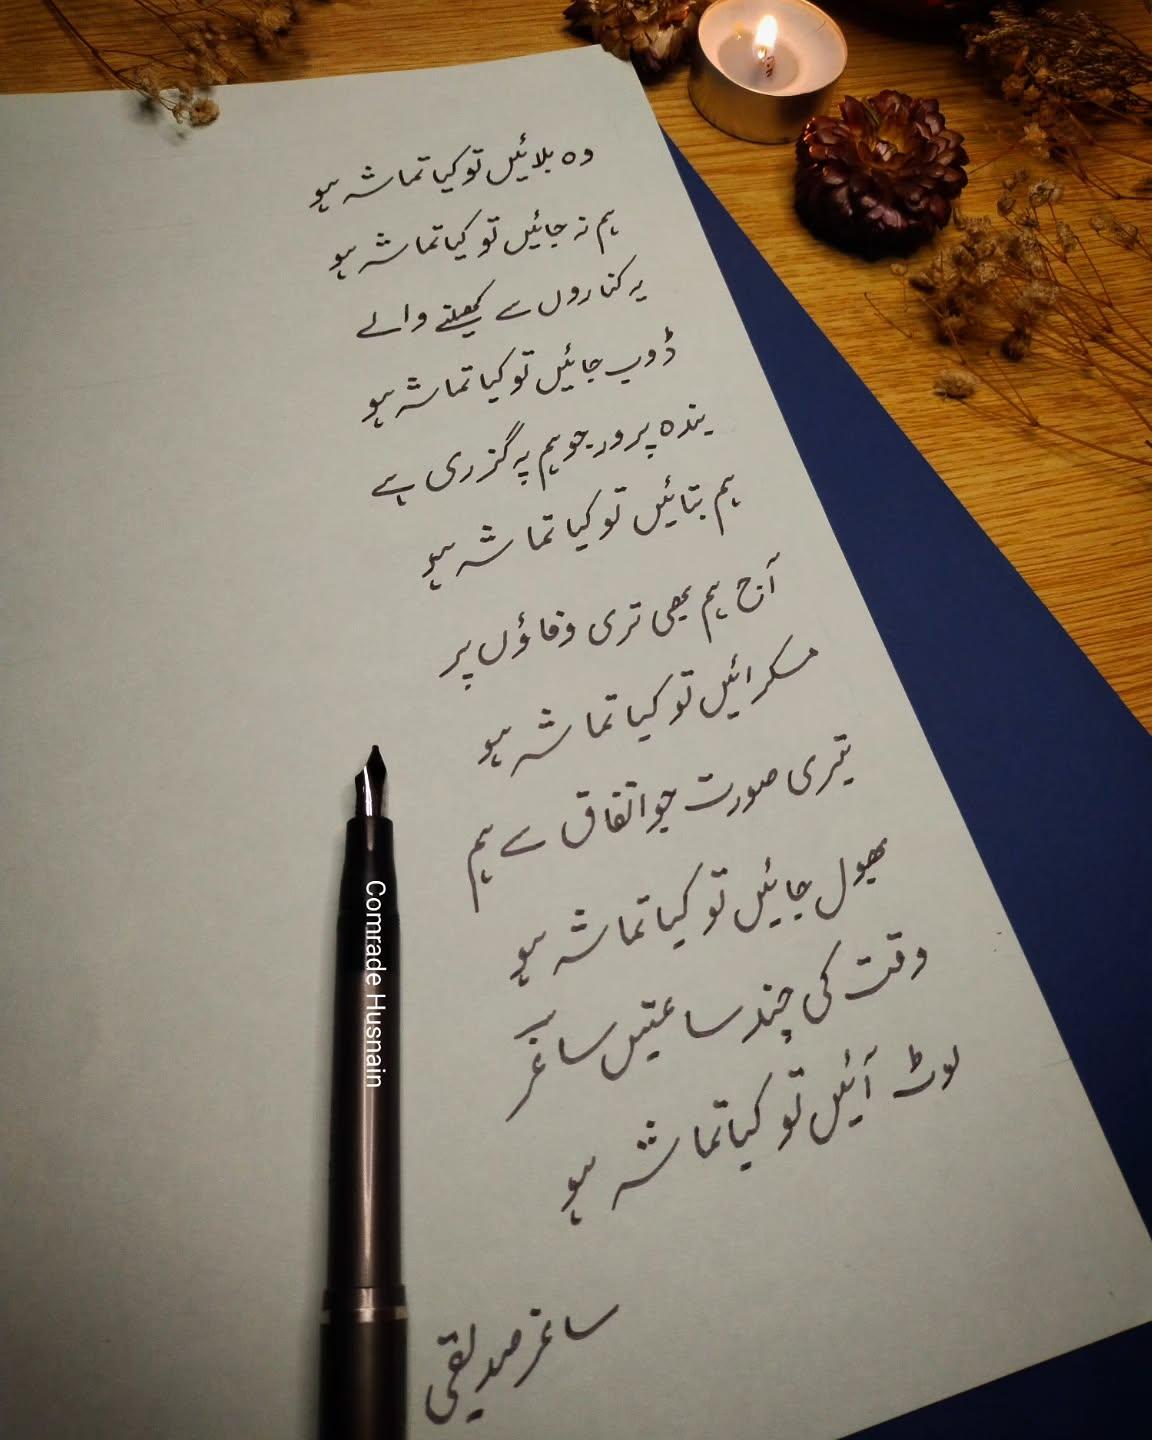 وہ بلائیں تو کیا تماشہ ہو
ہم نہ جائیں تو کیا تماشہ ہو
یہ کناروں سے کھیلنے والے
ڈوب جائیں تو کیا تماشہ ہو
بندہ پرور جو ہم پہ گزری ہے
ہم بتائیں تو کیا تماشہ ہو
آج ہم بھی تری وفاؤں پر
مسکرائیں تو کیا تماشہ ہو
تیری صورت جو اتفاق سے ہم
بھول جائیں تو کیا تماشہ ہو
وقت کی چند ساعتیں ساغرؔ
لوٹ آئیں تو کیا تماشہ ہو
ساغر صدیقی
Comrade Husnain